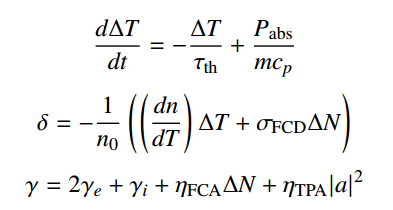 dΔT/dt = −ΔT/τ_th + P_abs/mc_p
δ = −1/n_0 ((dn/dT) ΔT + σ_FCD ΔN)
γ = 2γ_e + γ_i + η_FCA ΔN + η_TPA |a|^2